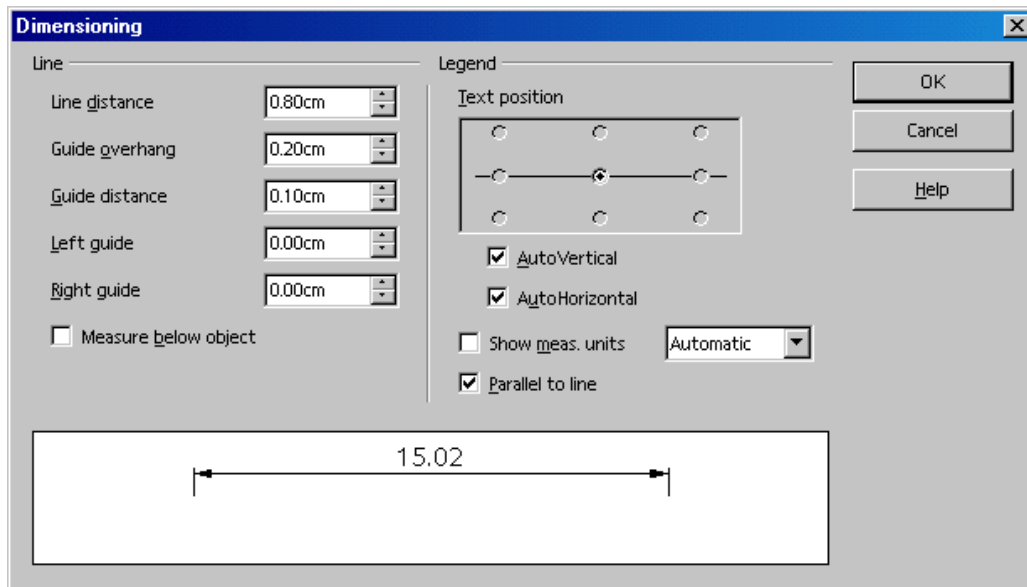 Dimensioning
Line
Line distance 0.80cm
Guide overhang 0.20cm
Guide distance 0.10cm
Left guide 0.00cm
Right guide 0.00cm
Measure below object
Legend
Text position
AutoVertical
AutoHorizontal
Show meas. units Automatic
Parallel to line
OK
Cancel
Help
15.02